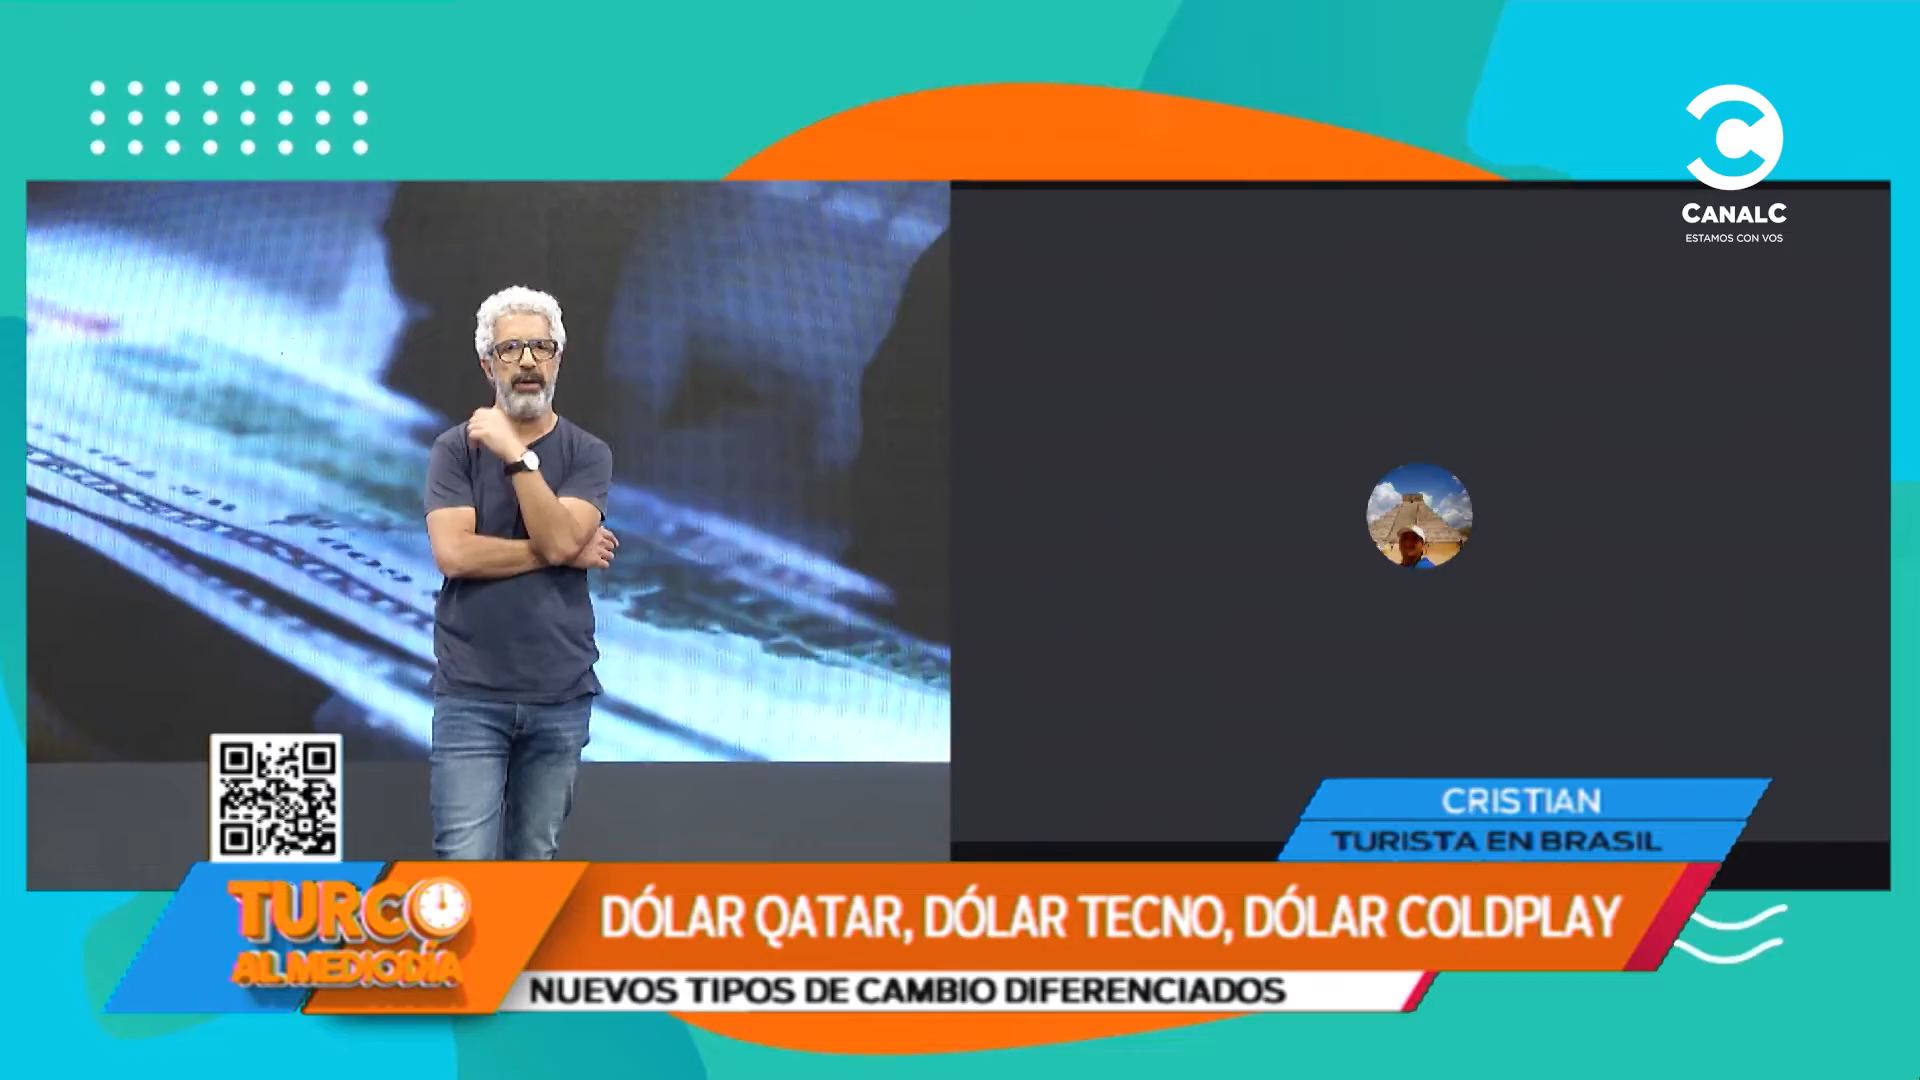 CANALC
ESTAMOS CON VOS
CRISTIAN
TURISTA EN BRASIL
TURCO
AL MEDIODÍA
DÓLAR QATAR, DÓLAR TECNO, DÓLAR COLDPLAY
NUEVOS TIPOS DE CAMBIO DIFERENCIADOS